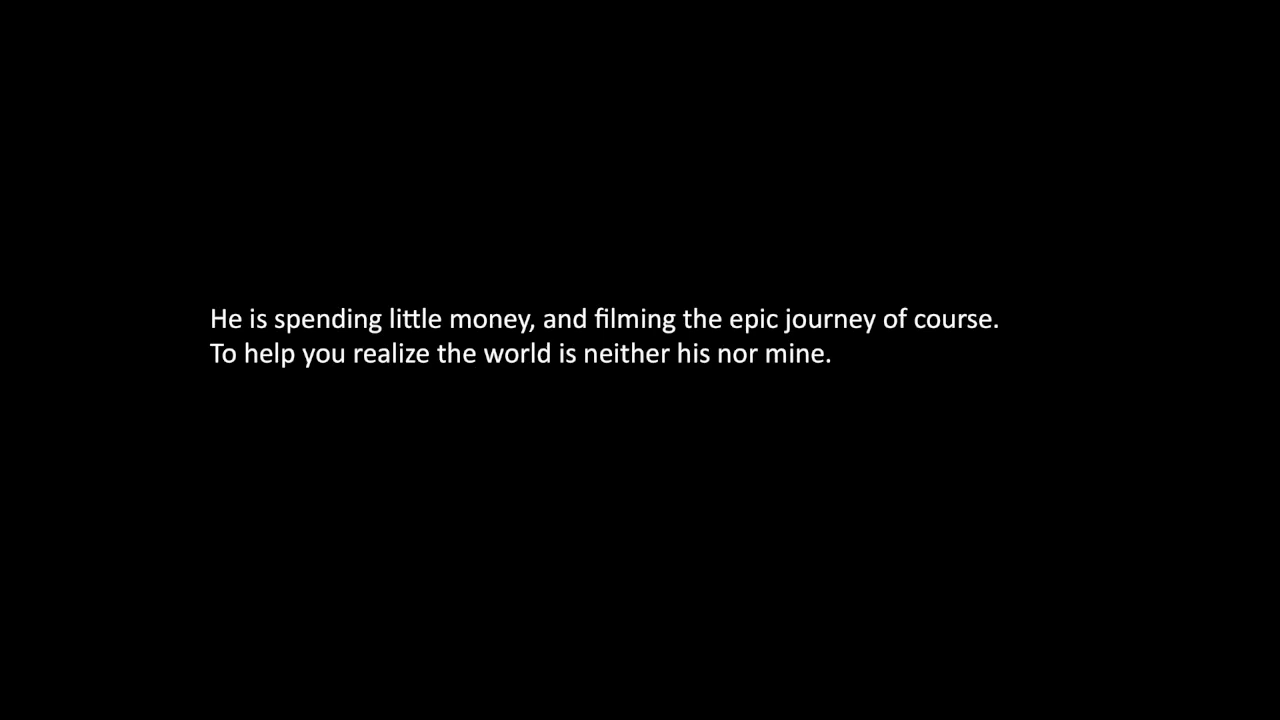 He is spending little money, and filming the epic journey of course.
To help you realize the world is neither his nor mine.